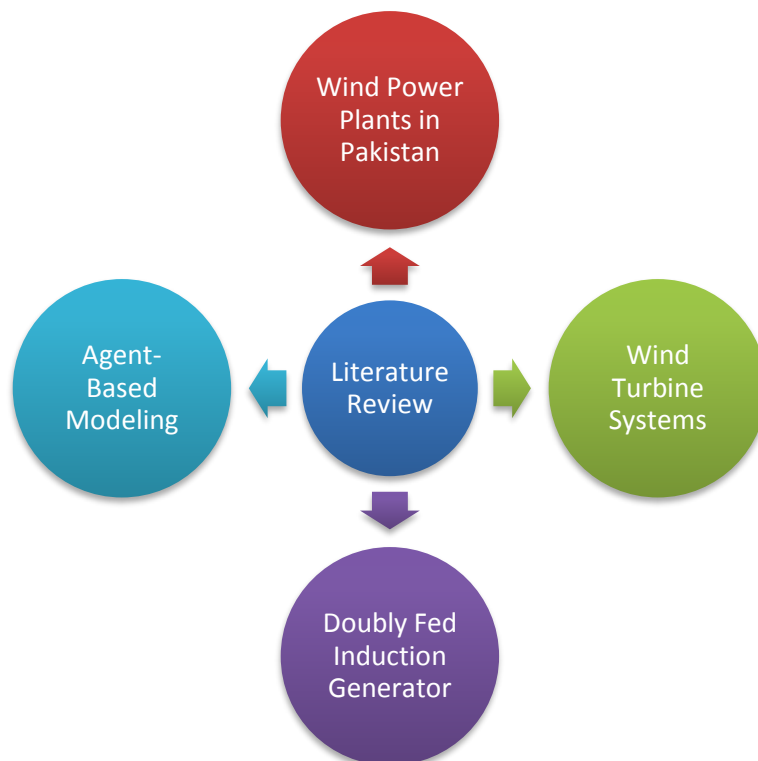 Wind Power
Plants in
Pakistan
Agent-
Based
Modeling
Literature
Review
Wind
Turbine
Systems
Doubly Fed
Induction
Generator